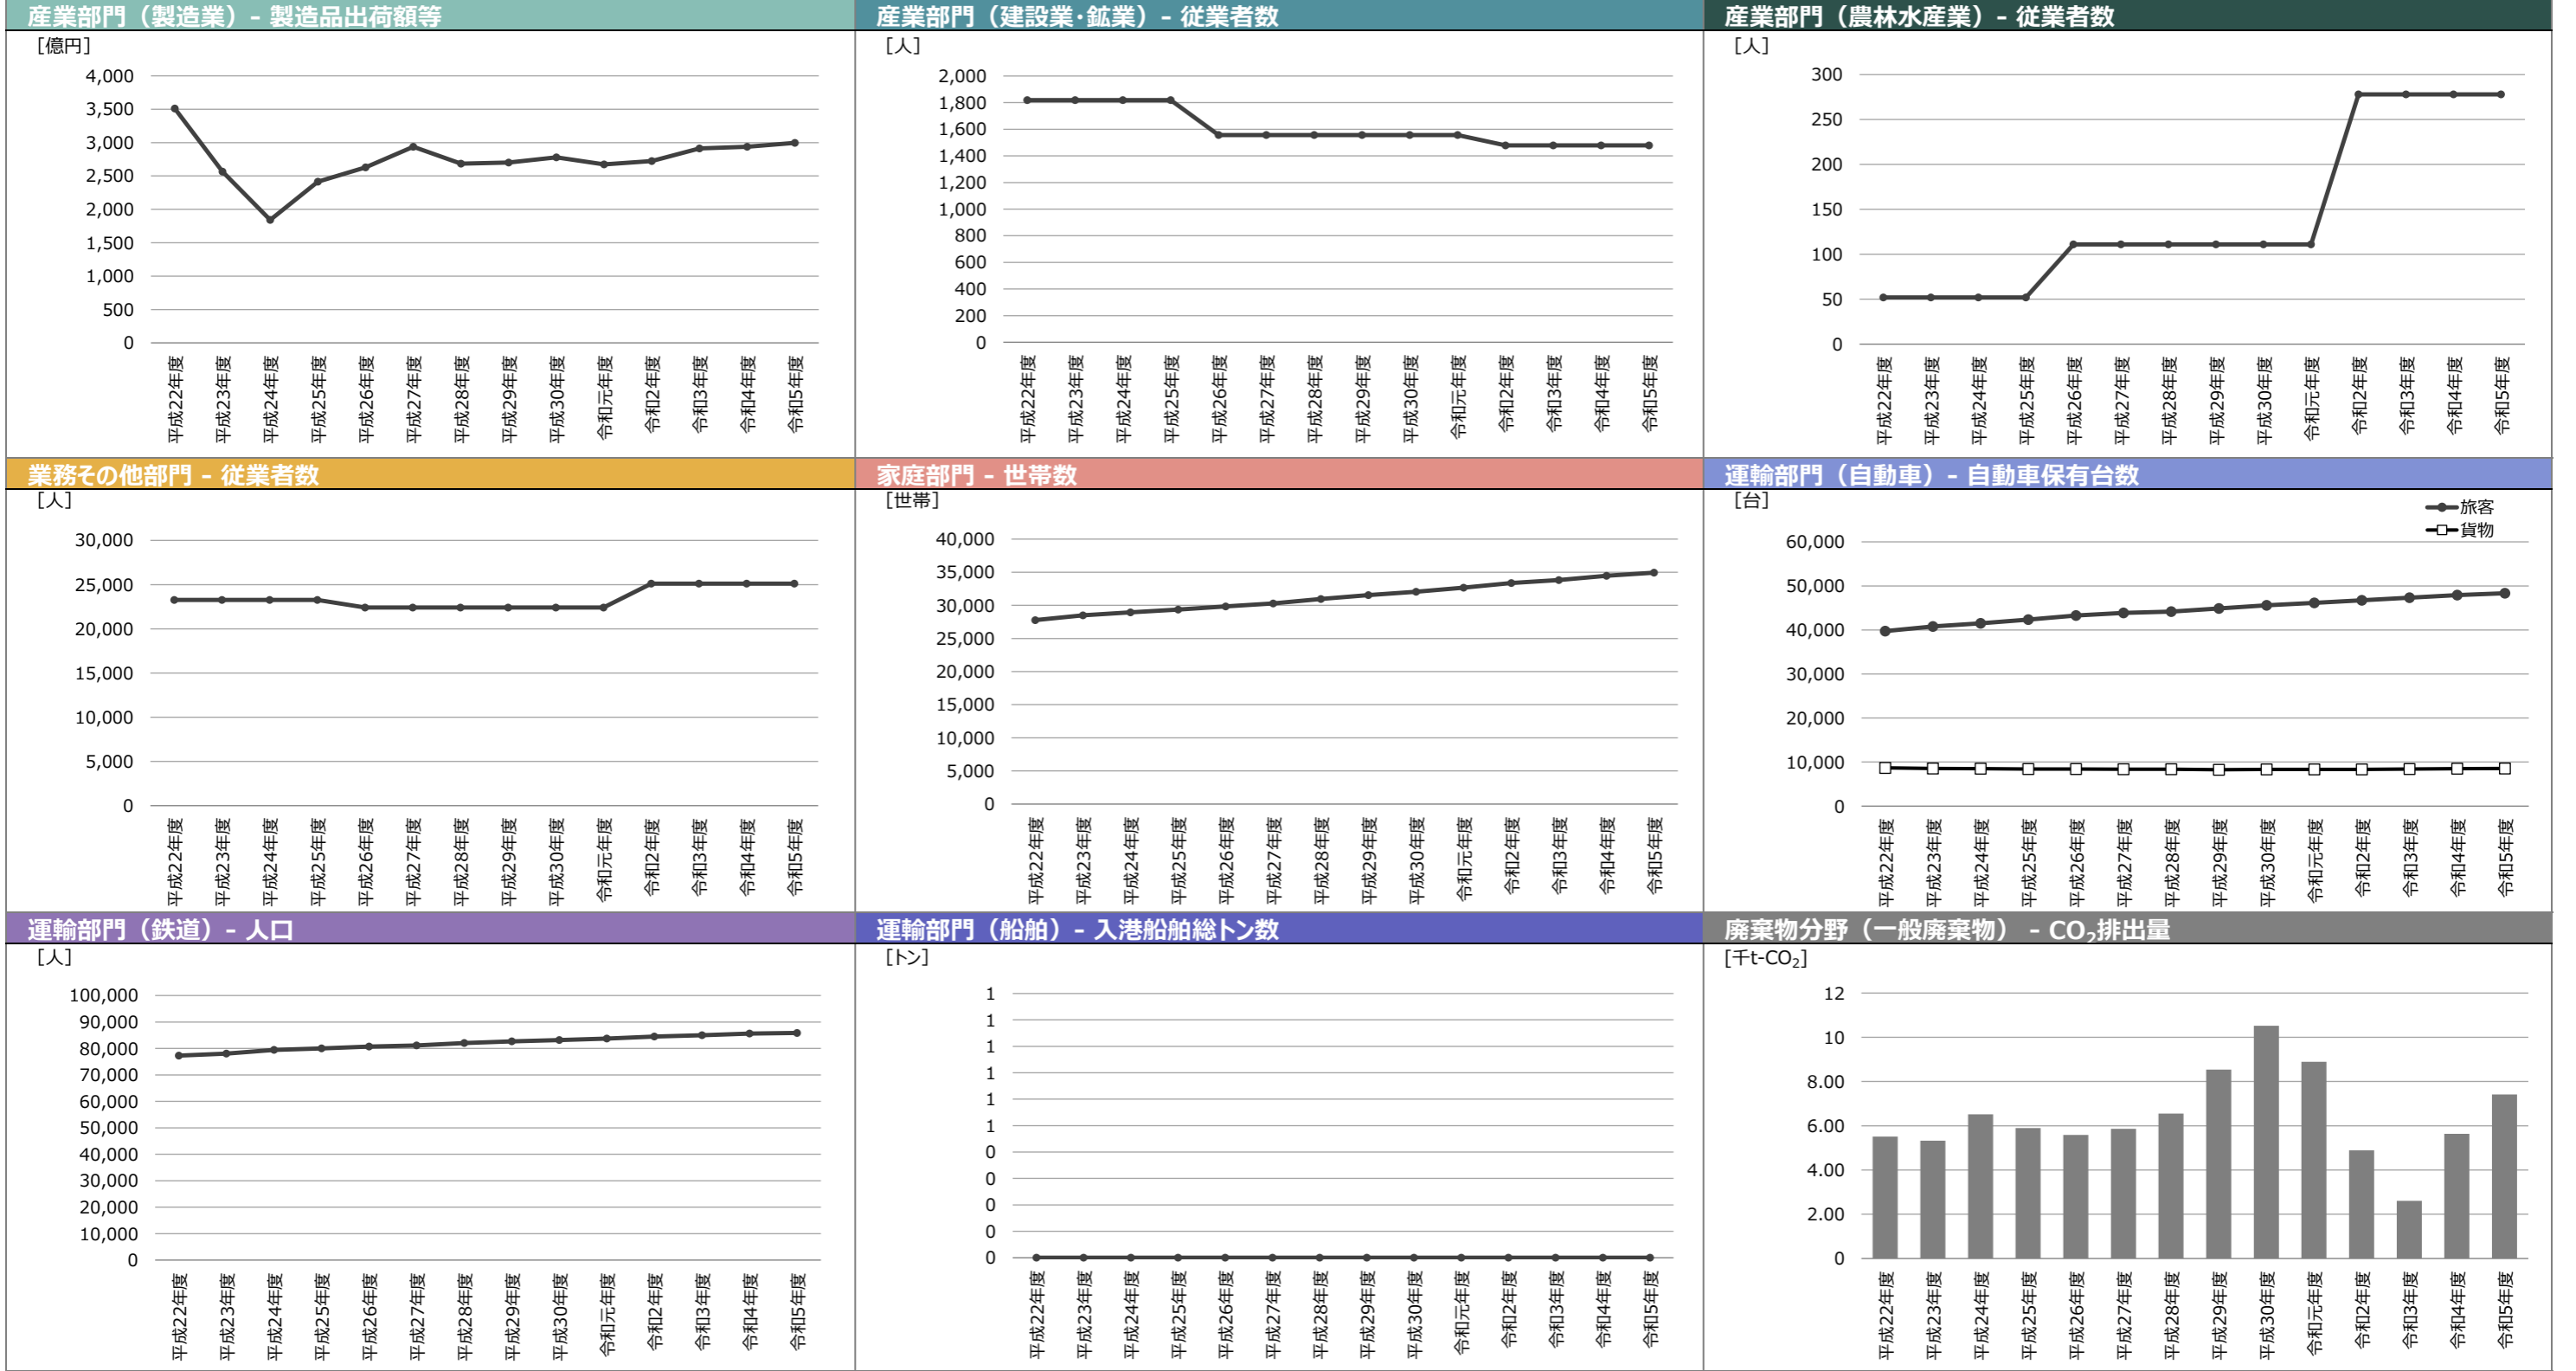 産業部門（製造業）- 製造品出荷額等
[億円]
4,000
3,500
3,000
2,500
2,000
1,500
1,000
500
0
平成22年度
平成23年度
平成24年度
平成25年度
平成26年度
平成27年度
平成28年度
平成29年度
平成30年度
令和元年度
令和2年度
令和3年度
令和4年度
令和5年度
産業部門（建設業･鉱業）- 従業者数
[人]
2,000
1,800
1,600
1,400
1,200
1,000
800
600
400
200
0
平成22年度
平成23年度
平成24年度
平成25年度
平成26年度
平成27年度
平成28年度
平成29年度
平成30年度
令和元年度
令和2年度
令和3年度
令和4年度
令和5年度
産業部門（農林水産業）- 従業者数
[人]
300
250
200
150
100
50
0
平成22年度
平成23年度
平成24年度
平成25年度
平成26年度
平成27年度
平成28年度
平成29年度
平成30年度
令和元年度
令和2年度
令和3年度
令和4年度
令和5年度
業務その他部門 - 従業者数
[人]
30,000
25,000
20,000
15,000
10,000
5,000
0
平成22年度
平成23年度
平成24年度
平成25年度
平成26年度
平成27年度
平成28年度
平成29年度
平成30年度
令和元年度
令和2年度
令和3年度
令和4年度
令和5年度
家庭部門 - 世帯数
[世帯]
40,000
35,000
30,000
25,000
20,000
15,000
10,000
5,000
0
平成22年度
平成23年度
平成24年度
平成25年度
平成26年度
平成27年度
平成28年度
平成29年度
平成30年度
令和元年度
令和2年度
令和3年度
令和4年度
令和5年度
運輸部門（自動車）- 自動車保有台数
[台]
旅客
貨物
60,000
50,000
40,000
30,000
20,000
10,000
0
平成22年度
平成23年度
平成24年度
平成25年度
平成26年度
平成27年度
平成28年度
平成29年度
平成30年度
令和元年度
令和2年度
令和3年度
令和4年度
令和5年度
運輸部門（鉄道）- 人口
[人]
100,000
90,000
80,000
70,000
60,000
50,000
40,000
30,000
20,000
10,000
0
平成22年度
平成23年度
平成24年度
平成25年度
平成26年度
平成27年度
平成28年度
平成29年度
平成30年度
令和元年度
令和2年度
令和3年度
令和4年度
令和5年度
運輸部門（船舶）- 入港船舶総トン数
[トン]
1
1
1
1
1
1
0
0
0
0
0
平成22年度
平成23年度
平成24年度
平成25年度
平成26年度
平成27年度
平成28年度
平成29年度
平成30年度
令和元年度
令和2年度
令和3年度
令和4年度
令和5年度
廃棄物分野（一般廃棄物） - CO₂排出量
[千t-CO₂]
12
10
8.00
6.00
4.00
2.00
0
平成22年度
平成23年度
平成24年度
平成25年度
平成26年度
平成27年度
平成28年度
平成29年度
平成30年度
令和元年度
令和2年度
令和3年度
令和4年度
令和5年度